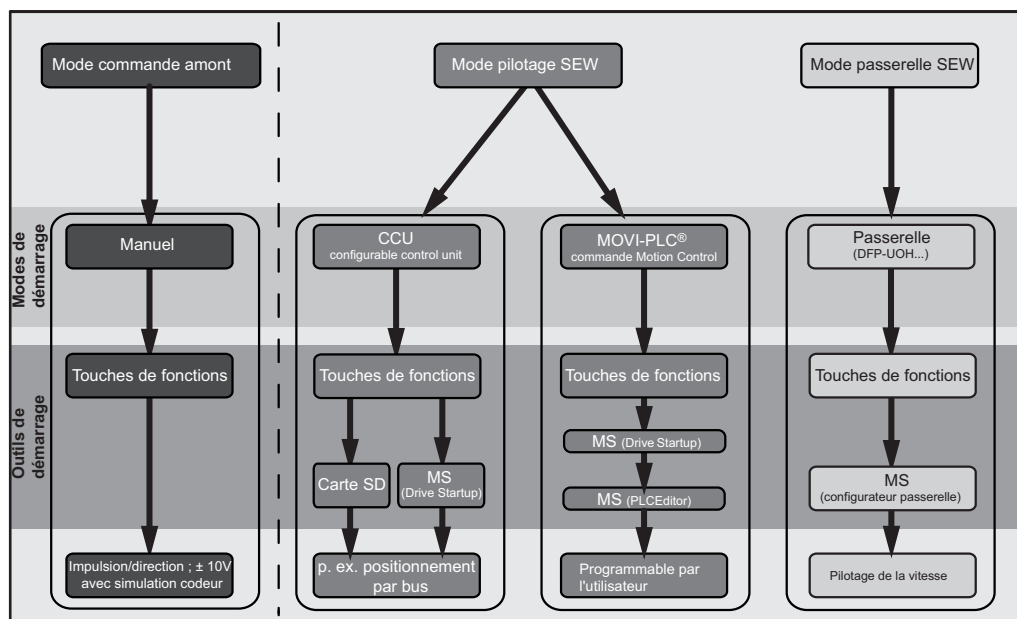 Mode commande amont
Mode pilotage SEW
Mode passerelle SEW
Modes de
démarrage
Manuel
CCU
configurable control unit
MOVI-PLC®
commande Motion Control
Passerelle
(DFP-UOH...)
Outils de
démarrage
Touches de fonctions
Touches de fonctions
Touches de fonctions
Touches de fonctions
Carte SD
MS
(Drive Startup)
MS (Drive Startup)
MS (PLCEditor)
MS
(configurateur passerelle)
Impulsion/direction ; ± 10V
avec simulation codeur
p. ex. positionnement
par bus
Programmable par
l'utilisateur
Pilotage de la vitesse